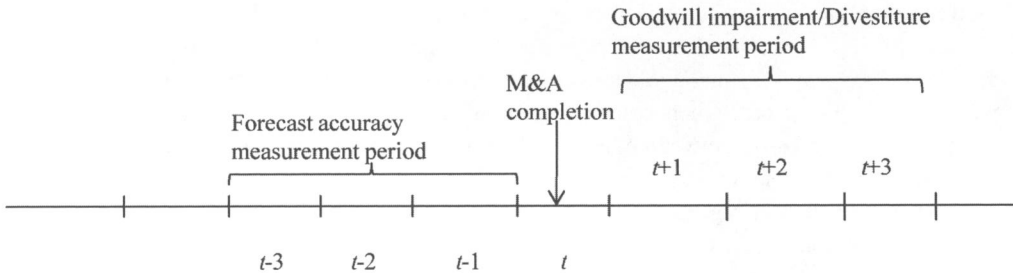 Goodwill impairment/Divestiture
measurement period
M&A
completion
Forecast accuracy
measurement period
t+1 t+2 t+3
t-3 t-2 t-1 t